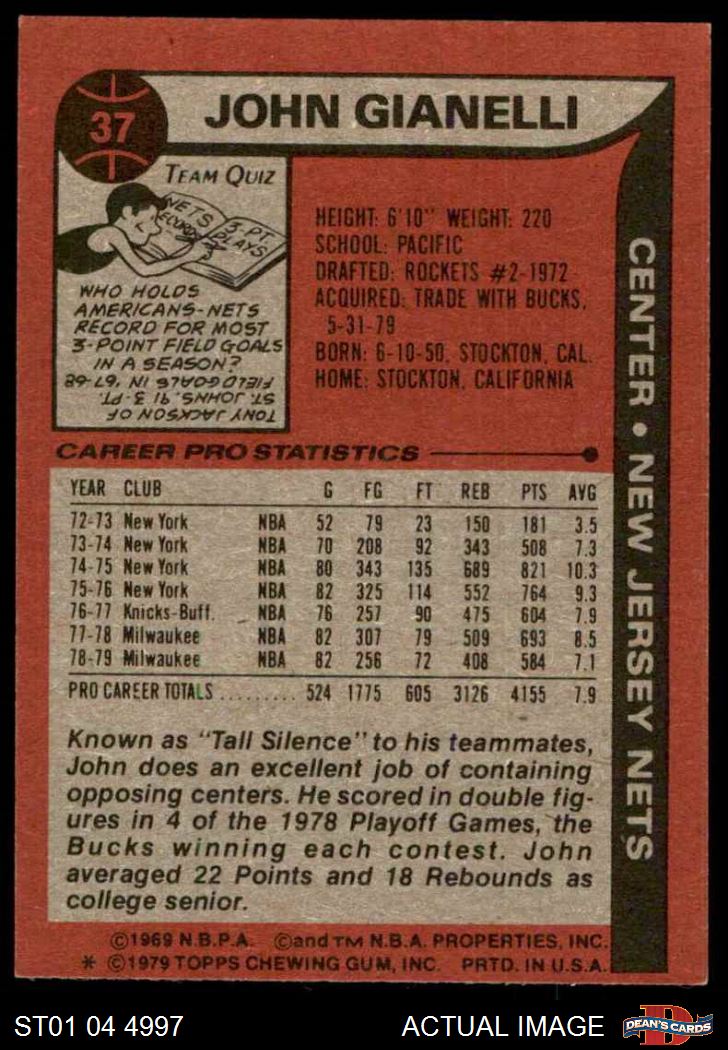 37
JOHN GIANELLI
TEAM QUIZ
NETS RECORDS
3-PT. PLAYS
WHO HOLDS
AMERICANS-NETS
RECORD FOR MOST
3-POINT FIELD GOALS
IN A SEASON?
TONY JACKSON OF
ST. JOHNS. 91 3-PT.
FIELD GOALS IN '67-68
HEIGHT: 6'10" WEIGHT: 220
SCHOOL: PACIFIC
DRAFTED: ROCKETS #2-1972
ACQUIRED: TRADE WITH BUCKS,
5-31-79
BORN: 6-10-50, STOCKTON, CAL.
HOME: STOCKTON, CALIFORNIA
CENTER • NEW JERSEY NETS
CAREER PRO STATISTICS
YEAR CLUB G FG FT REB PTS AVG
72-73 New York NBA 52 79 23 150 181 3.5
73-74 New York NBA 70 208 92 343 508 7.3
74-75 New York NBA 80 343 135 689 821 10.3
75-76 New York NBA 82 325 114 552 764 9.3
76-77 Knicks-Buff. NBA 76 257 90 475 604 7.9
77-78 Milwaukee NBA 82 307 79 509 693 8.5
78-79 Milwaukee NBA 82 256 72 408 584 7.1
PRO CAREER TOTALS ......... 524 1775 605 3126 4155 7.9
Known as "Tall Silence" to his teammates,
John does an excellent job of containing
opposing centers. He scored in double fig-
ures in 4 of the 1978 Playoff Games, the
Bucks winning each contest. John
averaged 22 Points and 18 Rebounds as
college senior.
©1969 N.B.P.A. ©and TM N.B.A. PROPERTIES, INC.
* ©1979 TOPPS CHEWING GUM, INC. PRTD. IN U.S.A.
ST01 04 4997
ACTUAL IMAGE
D
DEAN'S CARDS